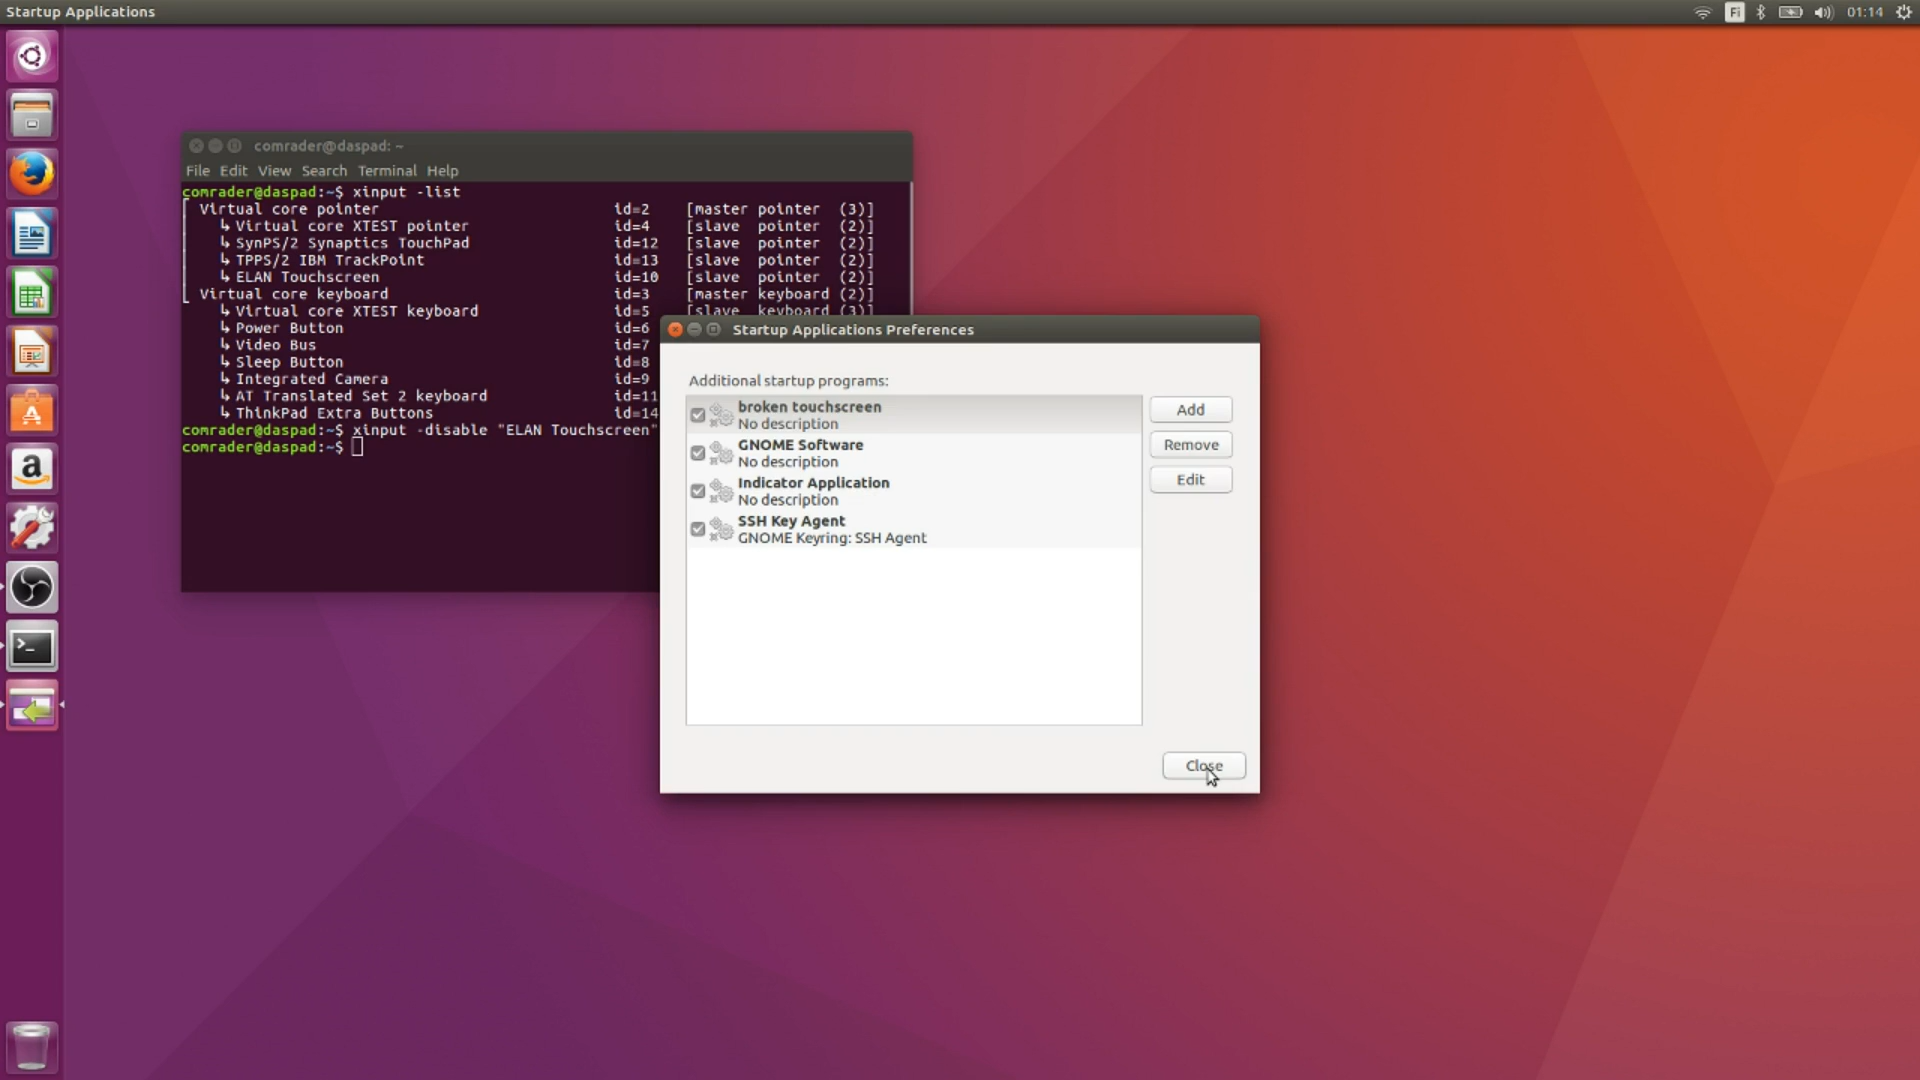 Startup Applications
Fi
01:14
comrader@daspad: ~
File Edit View Search Terminal Help
comrader@daspad:~$ xinput -list
⎡ Virtual core pointer id=2 [master pointer (3)]
⎜ ↳ Virtual core XTEST pointer id=4 [slave pointer (2)]
⎜ ↳ SynPS/2 Synaptics TouchPad id=12 [slave pointer (2)]
⎜ ↳ TPPS/2 IBM TrackPoint id=13 [slave pointer (2)]
⎜ ↳ ELAN Touchscreen id=10 [slave pointer (2)]
⎣ Virtual core keyboard id=3 [master keyboard (2)]
↳ Virtual core XTEST keyboard id=5 [slave keyboard (3)]
↳ Power Button id=6
↳ Video Bus id=7
↳ Sleep Button id=8
↳ Integrated Camera id=9
↳ AT Translated Set 2 keyboard id=11
↳ ThinkPad Extra Buttons id=14
comrader@daspad:~$ xinput -disable "ELAN Touchscreen"
comrader@daspad:~$
Startup Applications Preferences
Additional startup programs:
broken touchscreen
No description
GNOME Software
No description
Indicator Application
No description
SSH Key Agent
GNOME Keyring: SSH Agent
Add
Remove
Edit
Close